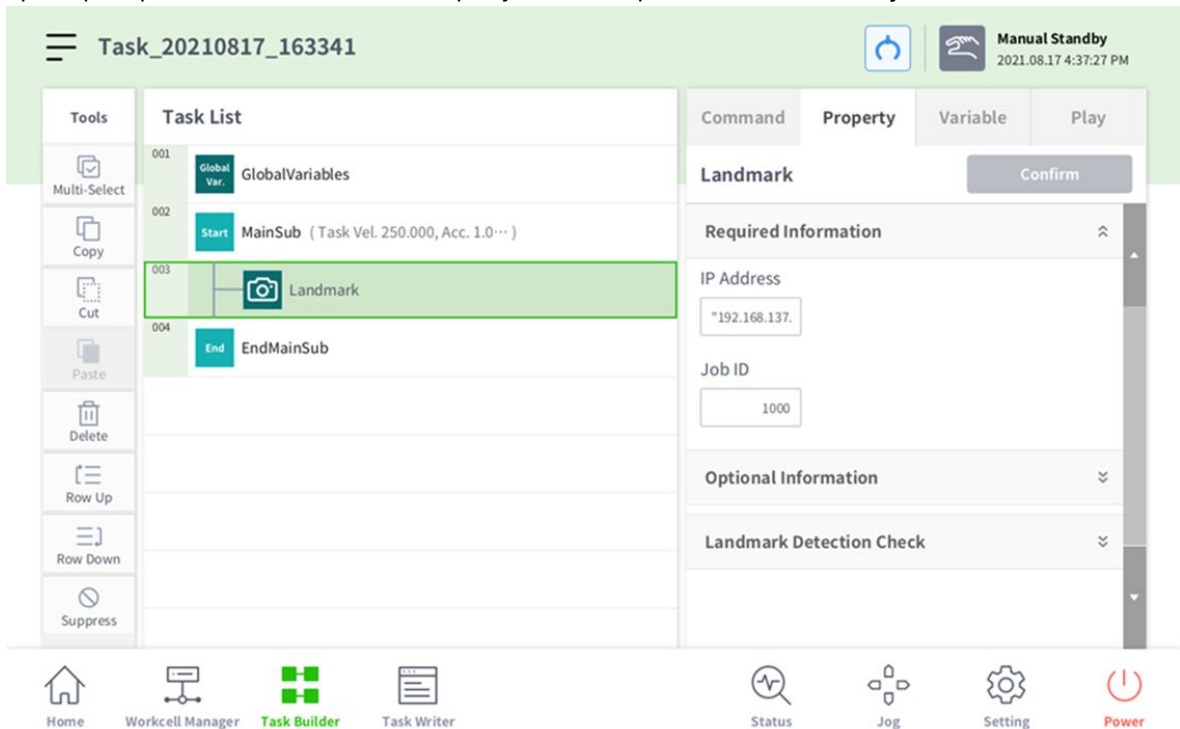 Task_20210817_163341
Manual Standby
2021.08.17 4:37:27 PM
Tools
Multi-Select
Copy
Cut
Paste
Delete
Row Up
Row Down
Suppress
Task List
001
Global Var.
GlobalVariables
002
Start
MainSub ( Task Vel. 250.000, Acc. 1.0··· )
003
Landmark
004
End
EndMainSub
Command Property Variable Play
Landmark
Confirm
Required Information
IP Address
"192.168.137.
Job ID
1000
Optional Information
Landmark Detection Check
Home Workcell Manager Task Builder Task Writer Status Jog Setting Power